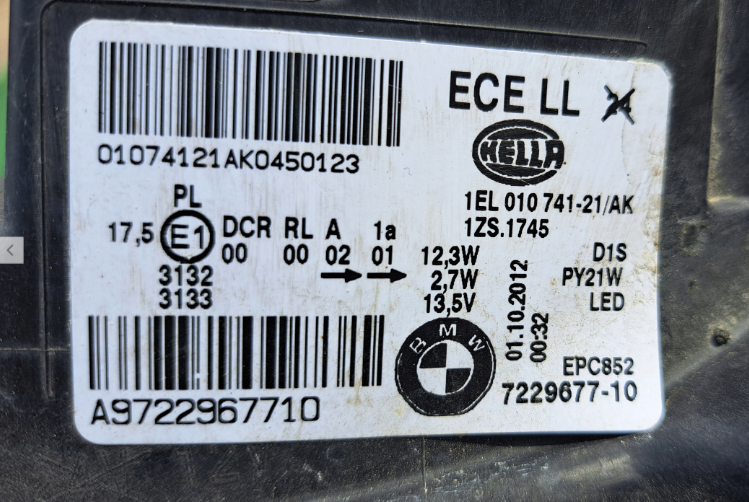 ECE LL 24
01074121AK0450123
HELLA
1EL 010 741-21/AK
1ZS.1745
PL
17,5 E1 DCR RL A 1a
00 00 02 01
3132
3133
12,3W D1S
2,7W PY21W
13,5V LED
01.10.2012
00:32
BMW
EPC852
7229677-10
A9722967710